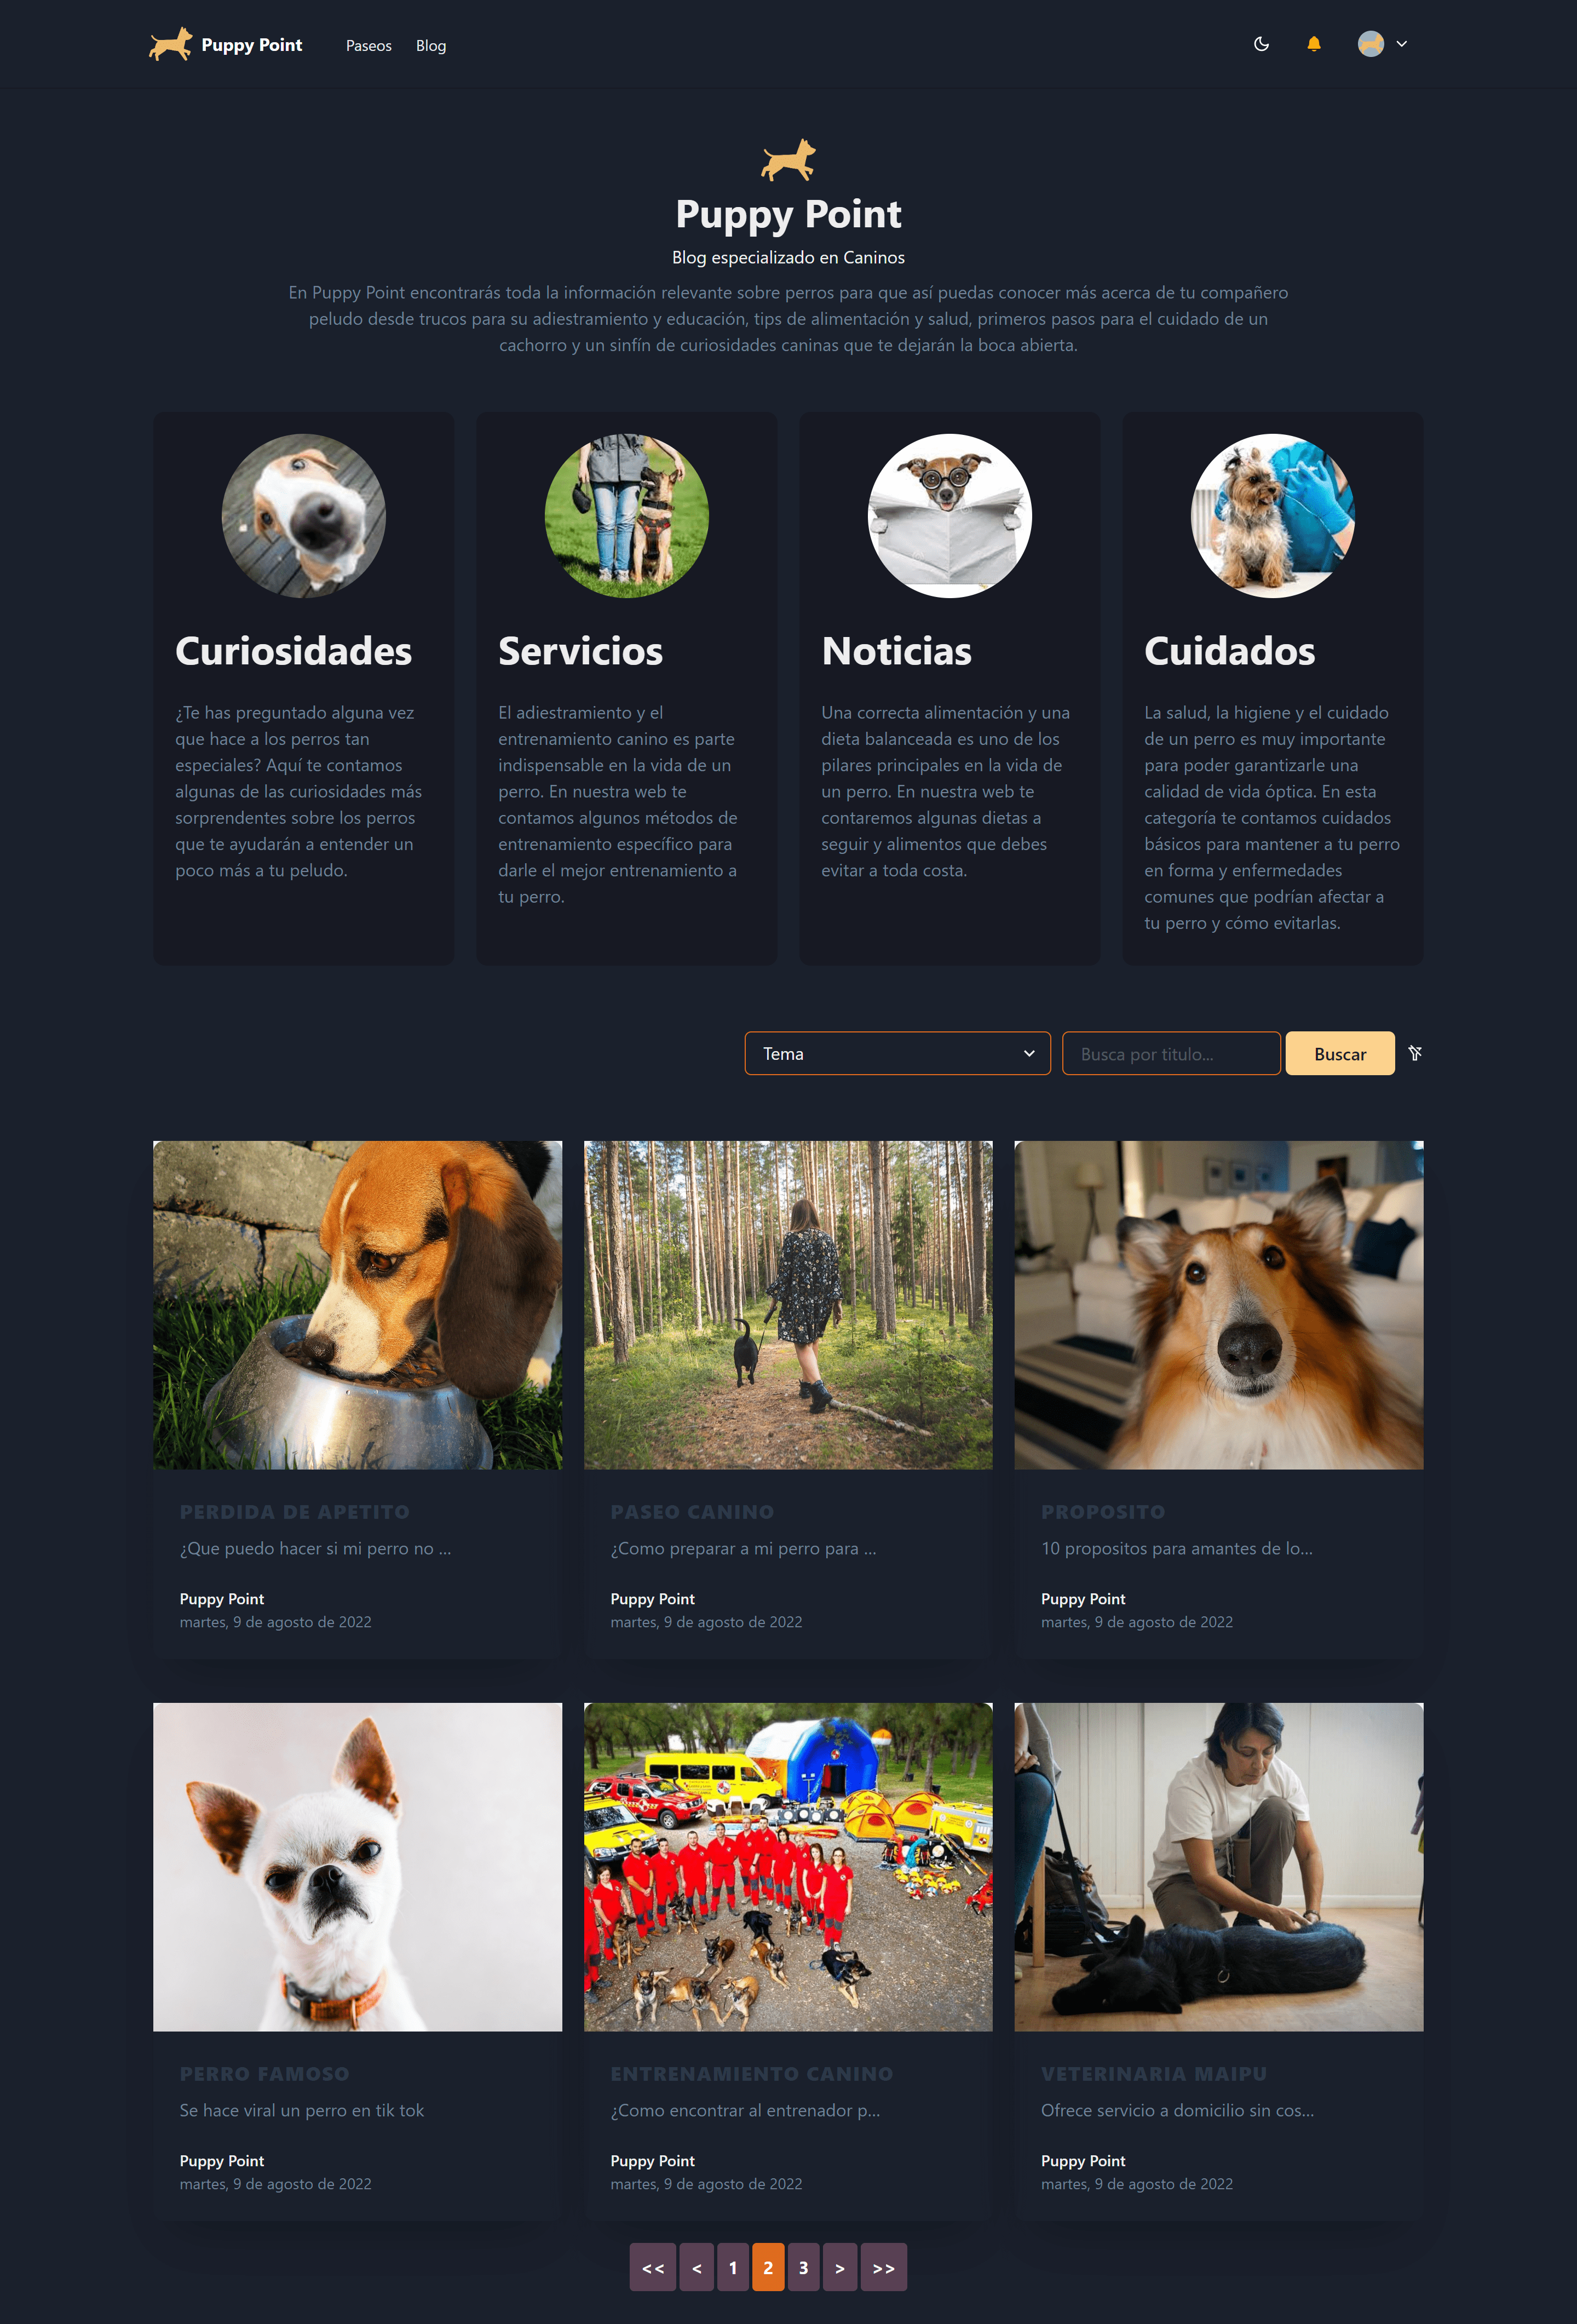 Puppy Point
Paseos
Blog
Puppy Point
Blog especializado en Caninos
En Puppy Point encontrarás toda la información relevante sobre perros para que así puedas conocer más acerca de tu compañero
peludo desde trucos para su adiestramiento y educación, tips de alimentación y salud, primeros pasos para el cuidado de un
cachorro y un sinfín de curiosidades caninas que te dejarán la boca abierta.
Curiosidades
¿Te has preguntado alguna vez
que hace a los perros tan
especiales? Aquí te contamos
algunas de las curiosidades más
sorprendentes sobre los perros
que te ayudarán a entender un
poco más a tu peludo.
Servicios
El adiestramiento y el
entrenamiento canino es parte
indispensable en la vida de un
perro. En nuestra web te
contamos algunos métodos de
entrenamiento específico para
darle el mejor entrenamiento a
tu perro.
Noticias
Una correcta alimentación y una
dieta balanceada es uno de los
pilares principales en la vida de
un perro. En nuestra web te
contaremos algunas dietas a
seguir y alimentos que debes
evitar a toda costa.
Cuidados
La salud, la higiene y el cuidado
de un perro es muy importante
para poder garantizarle una
calidad de vida óptica. En esta
categoría te contamos cuidados
básicos para mantener a tu perro
en forma y enfermedades
comunes que podrían afectar a
tu perro y cómo evitarlas.
Tema
Busca por titulo...
Buscar
PERDIDA DE APETITO
¿Que puedo hacer si mi perro no ...
Puppy Point
martes, 9 de agosto de 2022
PASEO CANINO
¿Como preparar a mi perro para ...
Puppy Point
martes, 9 de agosto de 2022
PROPOSITO
10 propositos para amantes de lo...
Puppy Point
martes, 9 de agosto de 2022
PERRO FAMOSO
Se hace viral un perro en tik tok
Puppy Point
martes, 9 de agosto de 2022
ENTRENAMIENTO CANINO
¿Como encontrar al entrenador p...
Puppy Point
martes, 9 de agosto de 2022
VETERINARIA MAIPU
Ofrece servicio a domicilio sin cos...
Puppy Point
martes, 9 de agosto de 2022
<< < 1 2 3 > >>